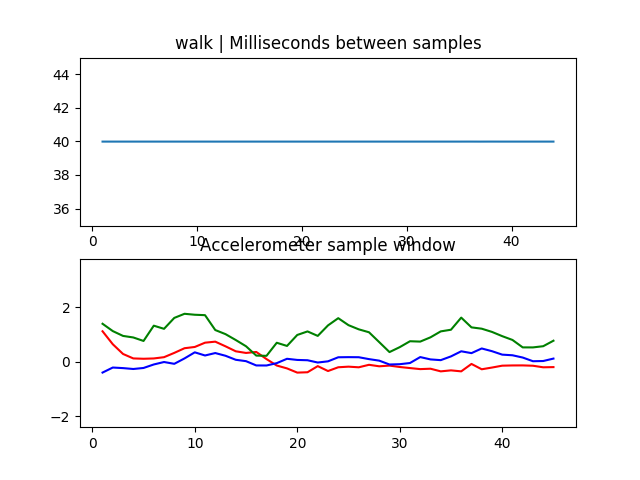 walk | Milliseconds between samples
44
42
40
38
36
0 10 20 30 40
Accelerometer sample window
2
0
−2
0 10 20 30 40